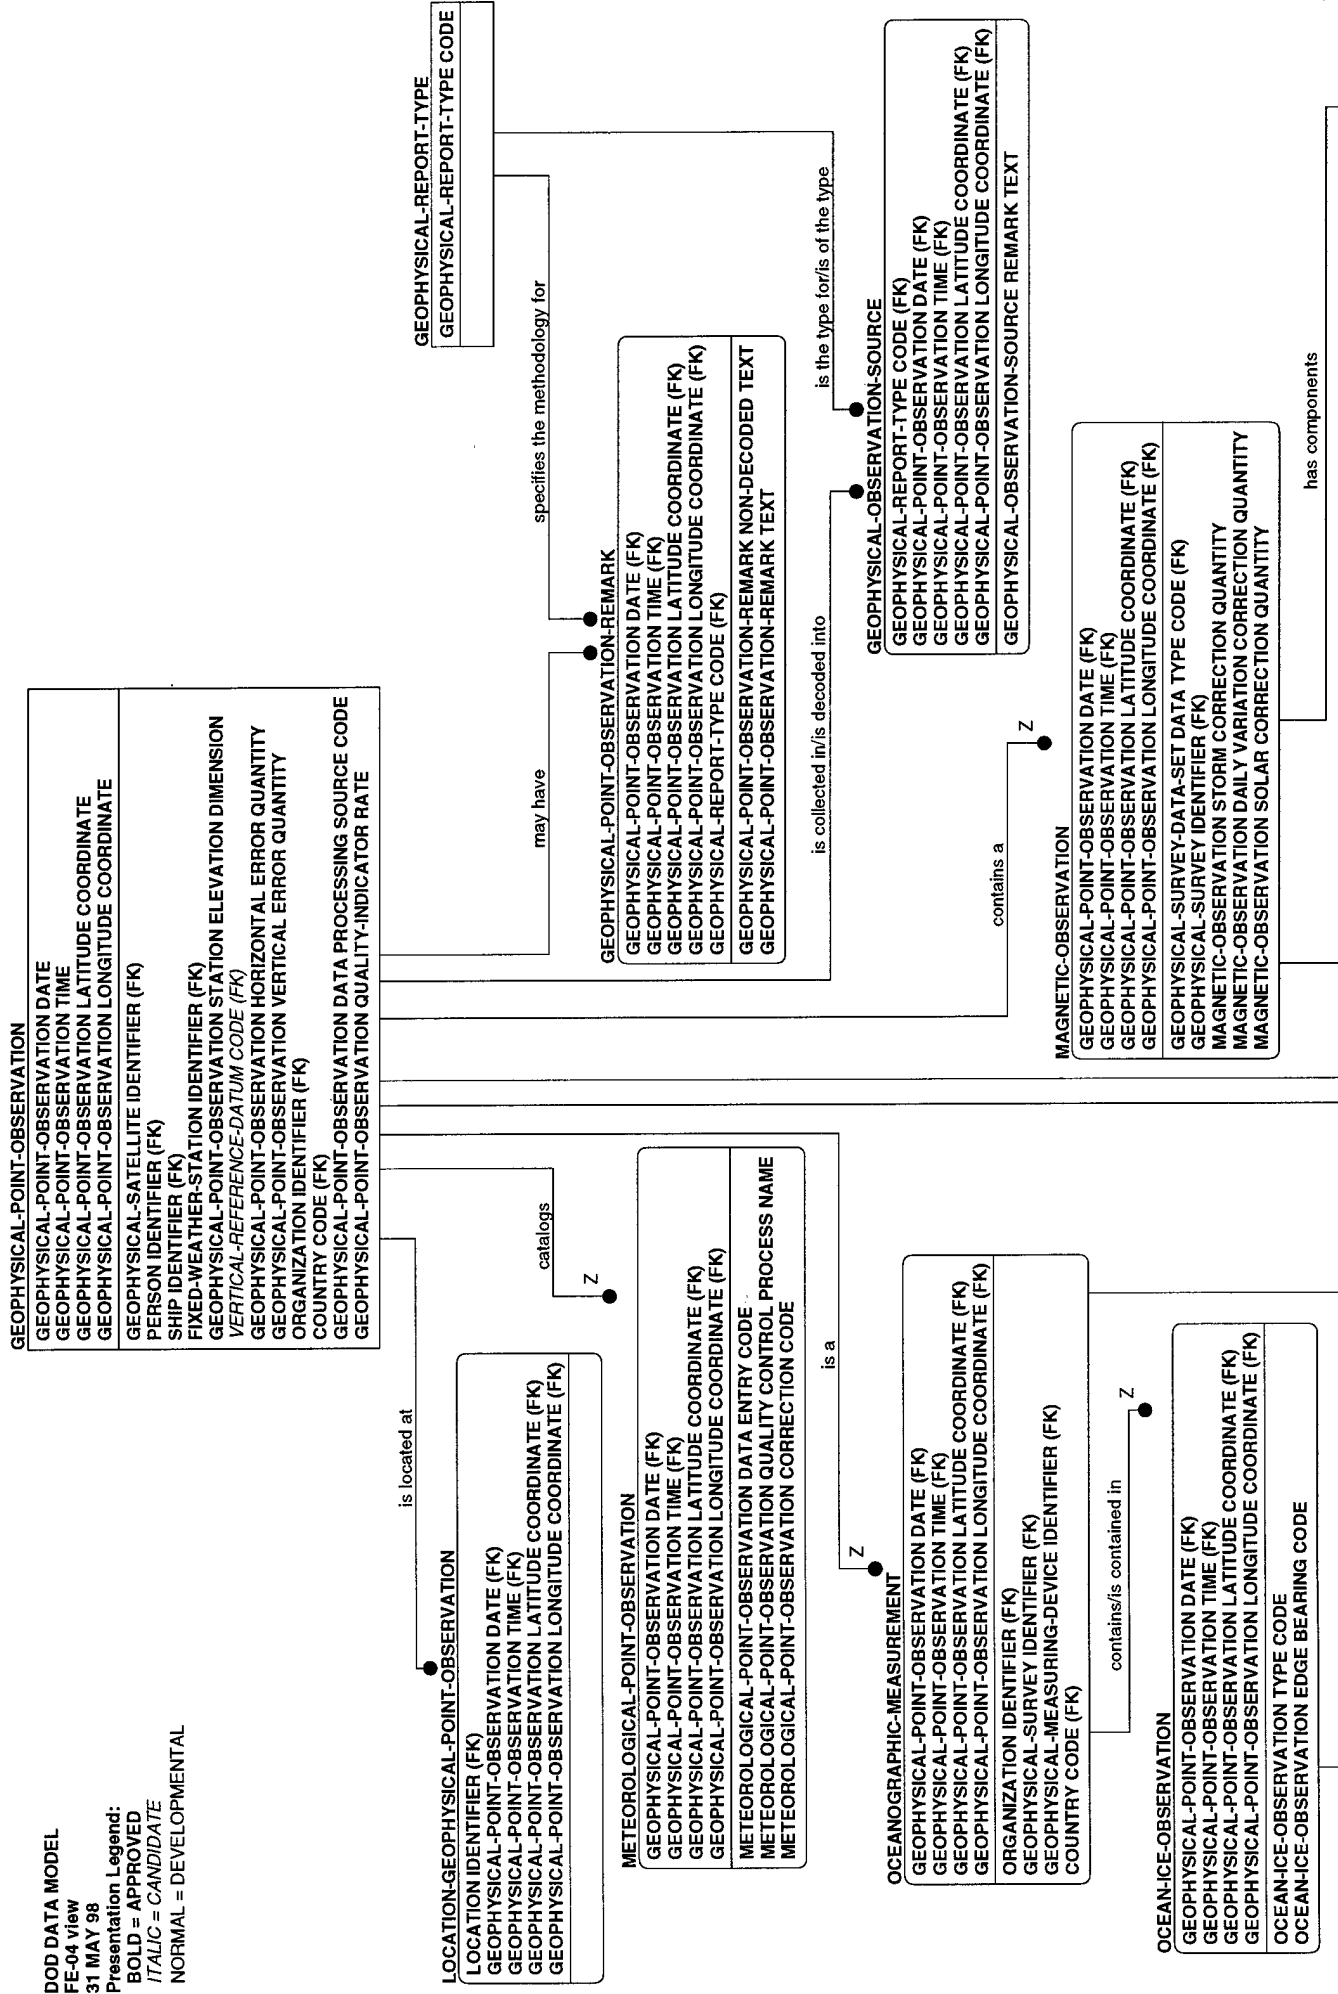 DOD DATA MODEL
FE-04 view
31 MAY 98
Presentation Legend:
BOLD = APPROVED
ITALIC = CANDIDATE
NORMAL = DEVELOPMENTAL
GEOPHYSICAL-POINT-OBSERVATION
GEOPHYSICAL-POINT-OBSERVATION DATE
GEOPHYSICAL-POINT-OBSERVATION TIME
GEOPHYSICAL-POINT-OBSERVATION LATITUDE COORDINATE
GEOPHYSICAL-POINT-OBSERVATION LONGITUDE COORDINATE
GEOPHYSICAL-SATELLITE IDENTIFIER (FK)
PERSON IDENTIFIER (FK)
SHIP IDENTIFIER (FK)
FIXED-WEATHER-STATION IDENTIFIER (FK)
GEOPHYSICAL-POINT-OBSERVATION STATION ELEVATION DIMENSION
VERTICAL-REFERENCE-DATUM CODE (FK)
GEOPHYSICAL-POINT-OBSERVATION HORIZONTAL ERROR QUANTITY
GEOPHYSICAL-POINT-OBSERVATION VERTICAL ERROR QUANTITY
ORGANIZATION IDENTIFIER (FK)
COUNTRY CODE (FK)
GEOPHYSICAL-POINT-OBSERVATION DATA PROCESSING SOURCE CODE
GEOPHYSICAL-POINT-OBSERVATION QUALITY-INDICATOR RATE
GEOPHYSICAL-REPORT-TYPE
GEOPHYSICAL-REPORT-TYPE CODE
is located at
catalogs
Z
may have
specifies the methodology for
LOCATION-GEOPHYSICAL-POINT-OBSERVATION
LOCATION IDENTIFIER (FK)
GEOPHYSICAL-POINT-OBSERVATION DATE (FK)
GEOPHYSICAL-POINT-OBSERVATION TIME (FK)
GEOPHYSICAL-POINT-OBSERVATION LATITUDE COORDINATE (FK)
GEOPHYSICAL-POINT-OBSERVATION LONGITUDE COORDINATE (FK)
GEOPHYSICAL-POINT-OBSERVATION-REMARK
GEOPHYSICAL-POINT-OBSERVATION DATE (FK)
GEOPHYSICAL-POINT-OBSERVATION TIME (FK)
GEOPHYSICAL-POINT-OBSERVATION LATITUDE COORDINATE (FK)
GEOPHYSICAL-POINT-OBSERVATION LONGITUDE COORDINATE (FK)
GEOPHYSICAL-REPORT-TYPE CODE (FK)
GEOPHYSICAL-POINT-OBSERVATION-REMARK NON-DECODED TEXT
GEOPHYSICAL-POINT-OBSERVATION-REMARK TEXT
METEOROLOGICAL-POINT-OBSERVATION
GEOPHYSICAL-POINT-OBSERVATION DATE (FK)
GEOPHYSICAL-POINT-OBSERVATION TIME (FK)
GEOPHYSICAL-POINT-OBSERVATION LATITUDE COORDINATE (FK)
GEOPHYSICAL-POINT-OBSERVATION LONGITUDE COORDINATE (FK)
METEOROLOGICAL-POINT-OBSERVATION DATA ENTRY CODE
METEOROLOGICAL-POINT-OBSERVATION QUALITY CONTROL PROCESS NAME
METEOROLOGICAL-POINT-OBSERVATION CORRECTION CODE
is a
Z
is collected in/is decoded into
is the type for/is of the type
GEOPHYSICAL-OBSERVATION-SOURCE
GEOPHYSICAL-REPORT-TYPE CODE (FK)
GEOPHYSICAL-POINT-OBSERVATION DATE (FK)
GEOPHYSICAL-POINT-OBSERVATION TIME (FK)
GEOPHYSICAL-POINT-OBSERVATION LATITUDE COORDINATE (FK)
GEOPHYSICAL-POINT-OBSERVATION LONGITUDE COORDINATE (FK)
GEOPHYSICAL-OBSERVATION-SOURCE REMARK TEXT
OCEANOGRAPHIC-MEASUREMENT
GEOPHYSICAL-POINT-OBSERVATION DATE (FK)
GEOPHYSICAL-POINT-OBSERVATION TIME (FK)
GEOPHYSICAL-POINT-OBSERVATION LATITUDE COORDINATE (FK)
GEOPHYSICAL-POINT-OBSERVATION LONGITUDE COORDINATE (FK)
ORGANIZATION IDENTIFIER (FK)
GEOPHYSICAL-SURVEY IDENTIFIER (FK)
GEOPHYSICAL-MEASURING-DEVICE IDENTIFIER (FK)
COUNTRY CODE (FK)
contains a
Z
MAGNETIC-OBSERVATION
GEOPHYSICAL-POINT-OBSERVATION DATE (FK)
GEOPHYSICAL-POINT-OBSERVATION TIME (FK)
GEOPHYSICAL-POINT-OBSERVATION LATITUDE COORDINATE (FK)
GEOPHYSICAL-POINT-OBSERVATION LONGITUDE COORDINATE (FK)
GEOPHYSICAL-SURVEY-DATA-SET DATA TYPE CODE (FK)
GEOPHYSICAL-SURVEY IDENTIFIER (FK)
MAGNETIC-OBSERVATION STORM CORRECTION QUANTITY
MAGNETIC-OBSERVATION DAILY VARIATION CORRECTION QUANTITY
MAGNETIC-OBSERVATION SOLAR CORRECTION QUANTITY
contains/is contained in
Z
OCEAN-ICE-OBSERVATION
GEOPHYSICAL-POINT-OBSERVATION DATE (FK)
GEOPHYSICAL-POINT-OBSERVATION TIME (FK)
GEOPHYSICAL-POINT-OBSERVATION LATITUDE COORDINATE (FK)
GEOPHYSICAL-POINT-OBSERVATION LONGITUDE COORDINATE (FK)
OCEAN-ICE-OBSERVATION TYPE CODE
OCEAN-ICE-OBSERVATION EDGE BEARING CODE
has components